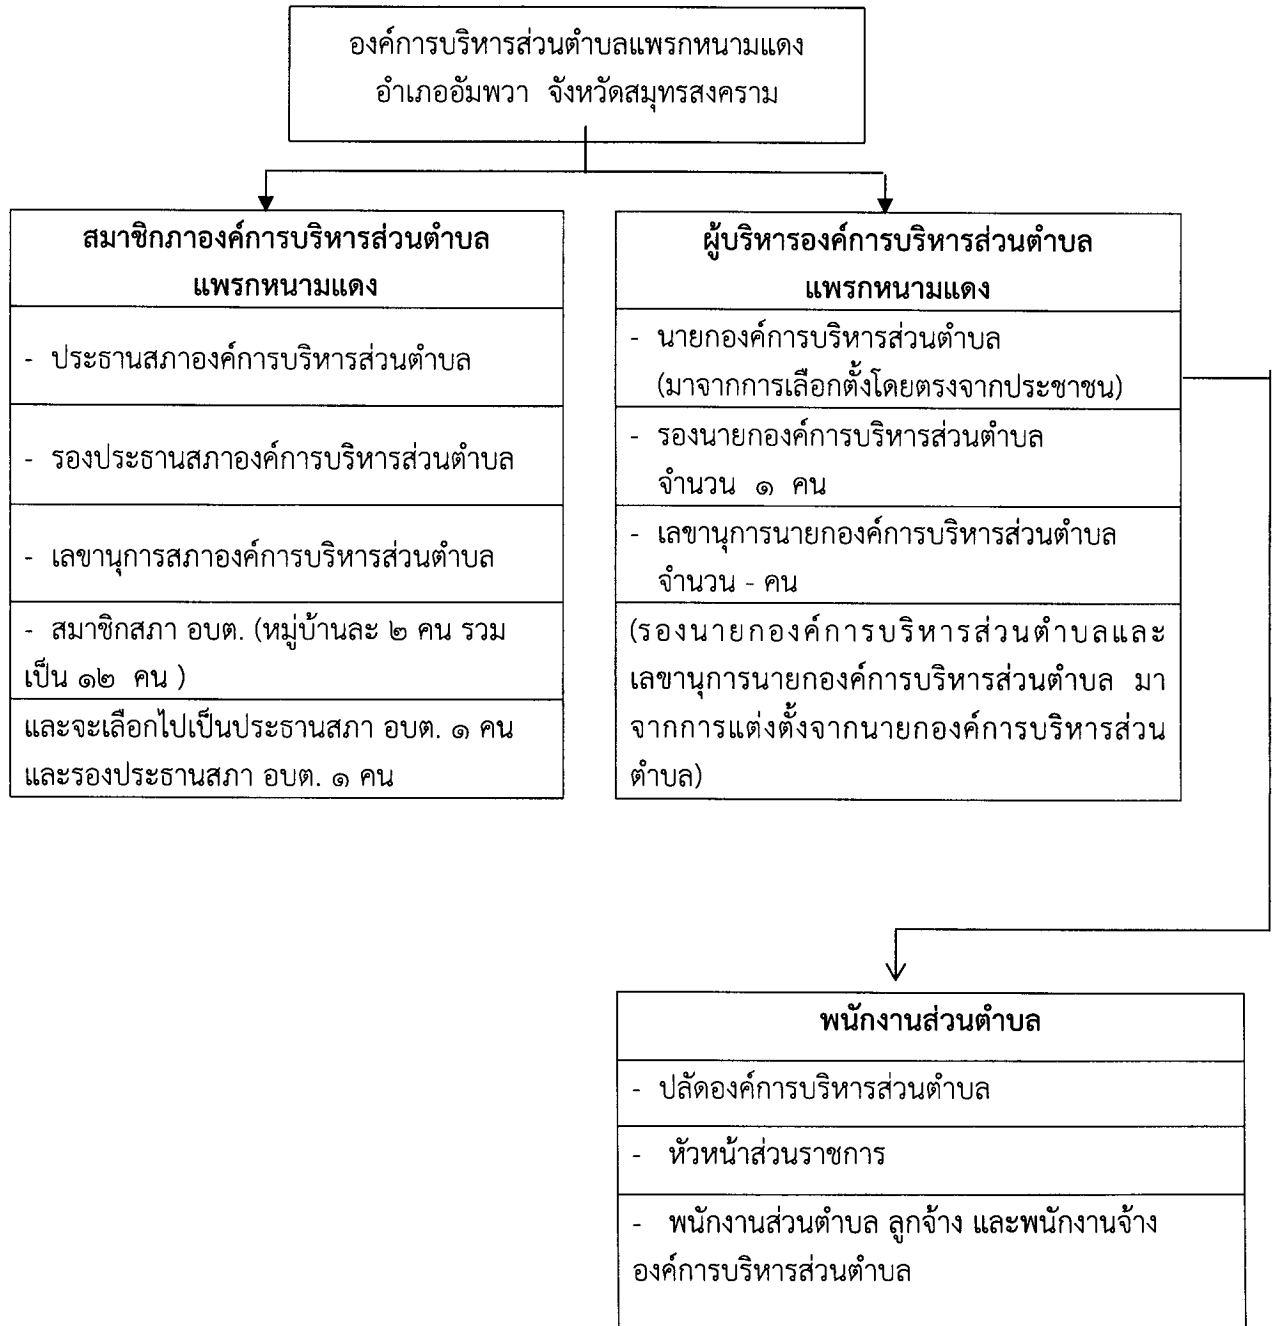 องค์การบริหารส่วนตำบลแพรกหนามแดง
อำเภออัมพวา จังหวัดสมุทรสงคราม
สมาชิกภาองค์การบริหารส่วนตำบล
แพรกหนามแดง
- ประธานสภาองค์การบริหารส่วนตำบล
- รองประธานสภาองค์การบริหารส่วนตำบล
- เลขานุการสภาองค์การบริหารส่วนตำบล
- สมาชิกสภา อบต. (หมู่บ้านละ ๒ คน รวม
เป็น ๑๒ คน )
และจะเลือกไปเป็นประธานสภา อบต. ๑ คน
และรองประธานสภา อบต. ๑ คน
ผู้บริหารองค์การบริหารส่วนตำบล
แพรกหนามแดง
- นายกองค์การบริหารส่วนตำบล
(มาจากการเลือกตั้งโดยตรงจากประชาชน)
- รองนายกองค์การบริหารส่วนตำบล
จำนวน ๑ คน
- เลขานุการนายกองค์การบริหารส่วนตำบล
จำนวน - คน
(รองนายกองค์การบริหารส่วนตำบลและ
เลขานุการนายกองค์การบริหารส่วนตำบล มา
จากการแต่งตั้งจากนายกองค์การบริหารส่วน
ตำบล)
พนักงานส่วนตำบล
- ปลัดองค์การบริหารส่วนตำบล
- หัวหน้าส่วนราชการ
- พนักงานส่วนตำบล ลูกจ้าง และพนักงานจ้าง
องค์การบริหารส่วนตำบล